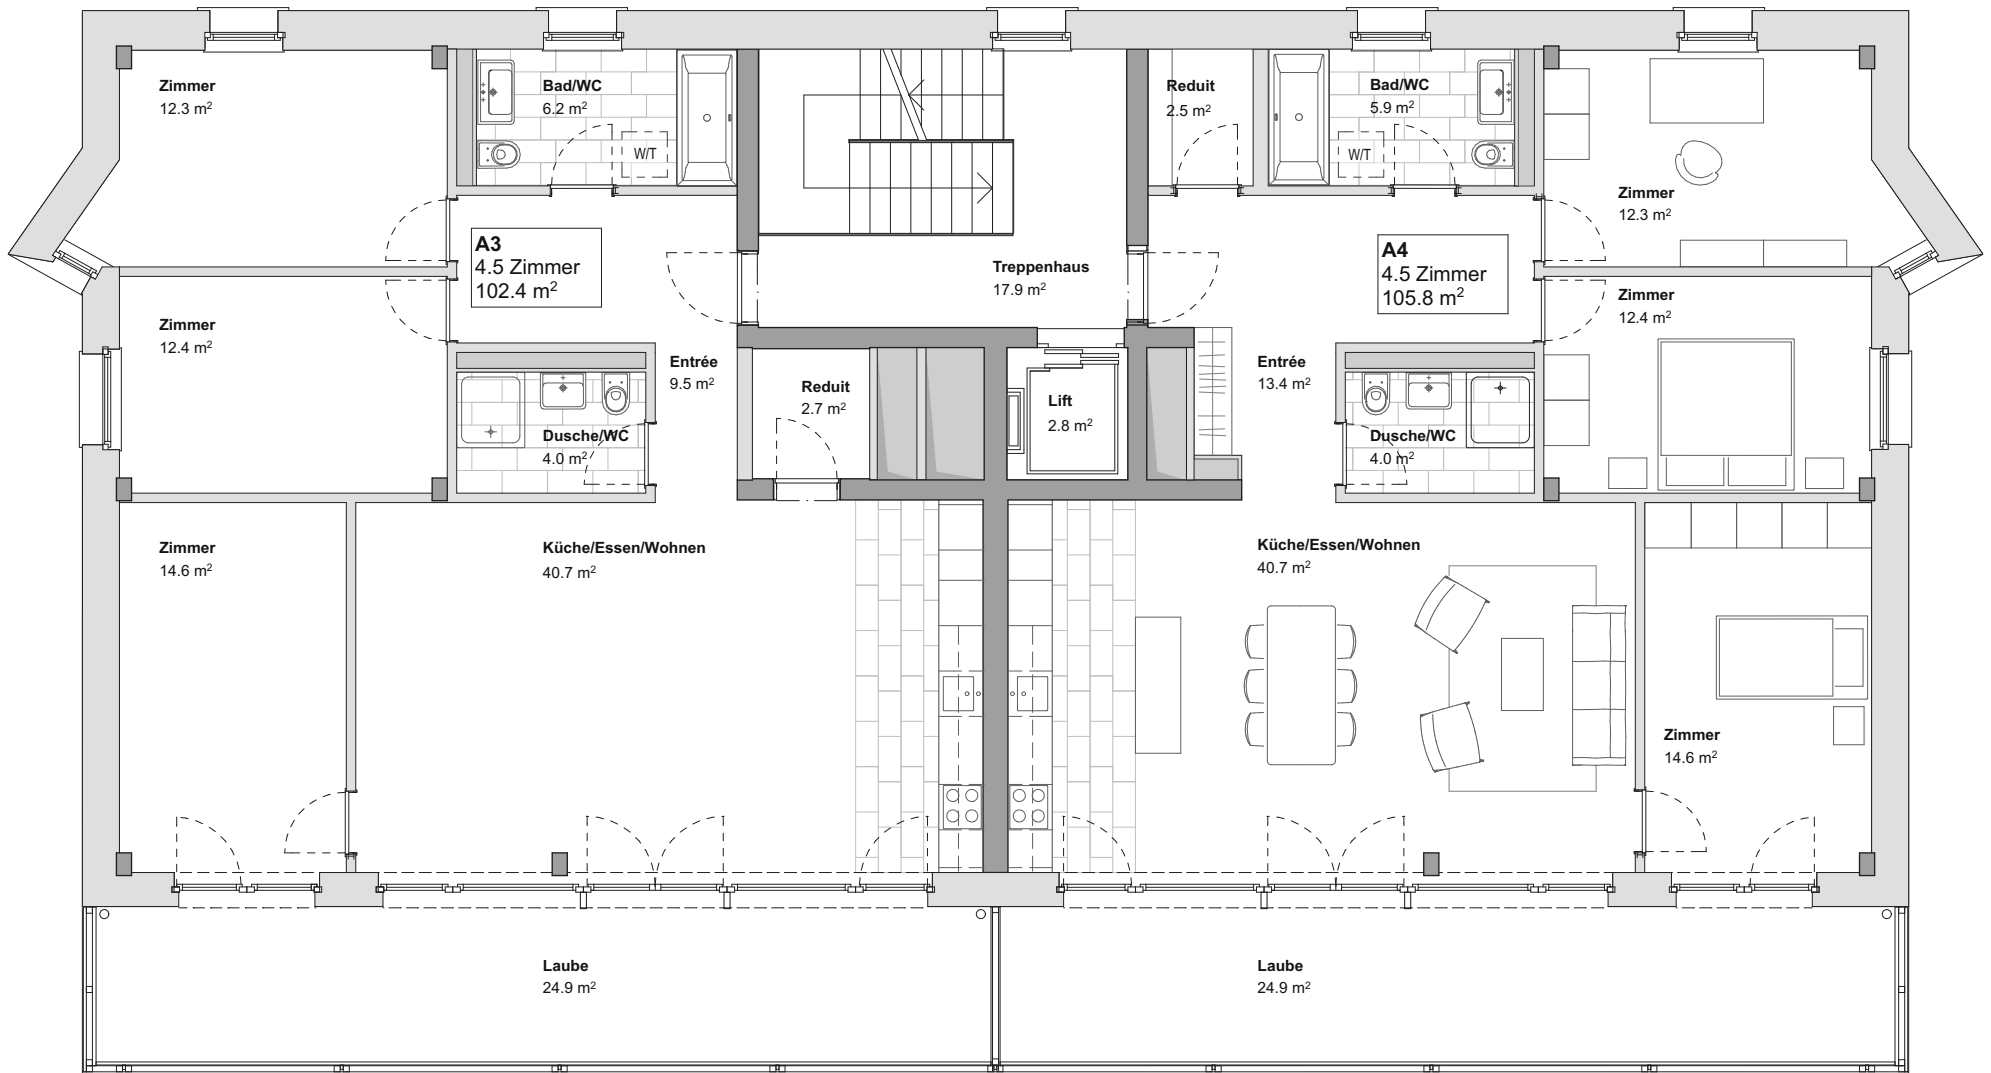 Zimmer
12.3 m²
Bad/WC
6.2 m²
W/T
Reduit
2.5 m²
Bad/WC
5.9 m²
W/T
Zimmer
12.3 m²
A3
4.5 Zimmer
102.4 m²
Treppenhaus
17.9 m²
A4
4.5 Zimmer
105.8 m²
Zimmer
12.4 m²
Zimmer
12.4 m²
Entrée
9.5 m²
Reduit
2.7 m²
Lift
2.8 m²
Entrée
13.4 m²
Dusche/WC
4.0 m²
Dusche/WC
4.0 m²
Zimmer
14.6 m²
Küche/Essen/Wohnen
40.7 m²
Küche/Essen/Wohnen
40.7 m²
Zimmer
14.6 m²
Laube
24.9 m²
Laube
24.9 m²